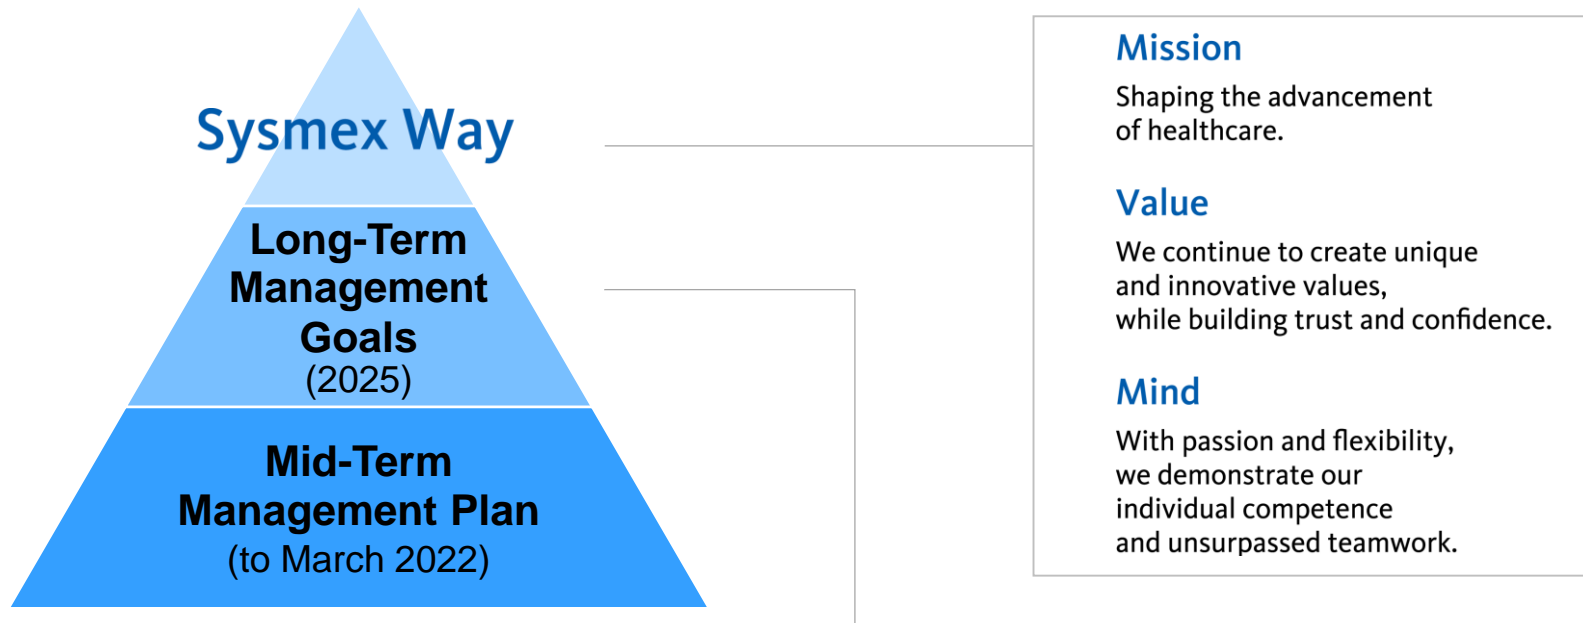 Sysmex Way
Long-Term
Management
Goals
(2025)
Mid-Term
Management Plan
(to March 2022)
Mission
Shaping the advancement
of healthcare.
Value
We continue to create unique
and innovative values,
while building trust and confidence.
Mind
With passion and flexibility,
we demonstrate our
individual competence
and unsurpassed teamwork.